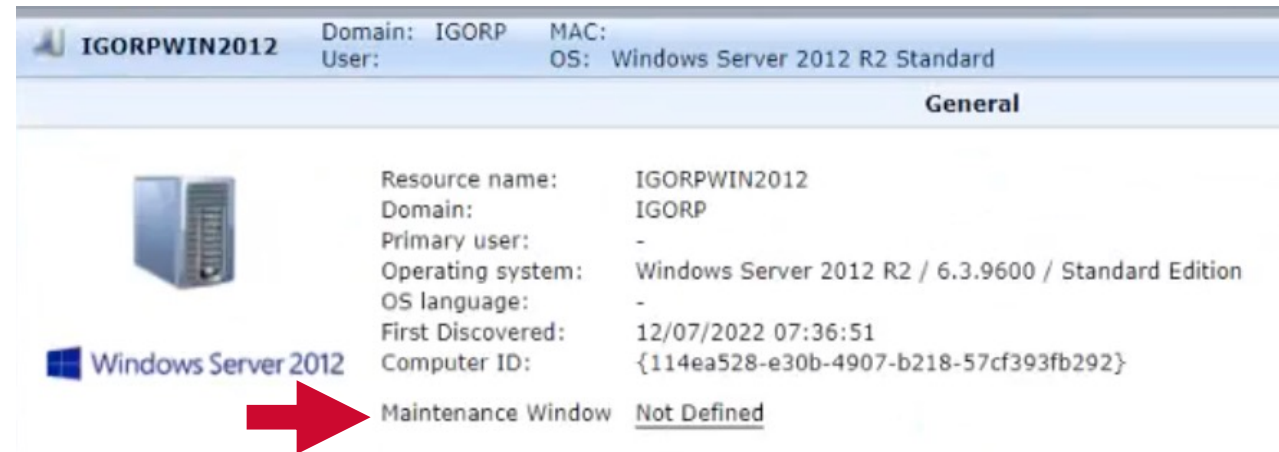 IGORPWIN2012 Domain: IGORP MAC:
User: OS: Windows Server 2012 R2 Standard
General
Resource name: IGORPWIN2012
Domain: IGORP
Primary user: -
Operating system: Windows Server 2012 R2 / 6.3.9600 / Standard Edition
OS language: -
First Discovered: 12/07/2022 07:36:51
Windows Server 2012
Computer ID: {114ea528-e30b-4907-b218-57cf393fb292}
Maintenance Window Not Defined